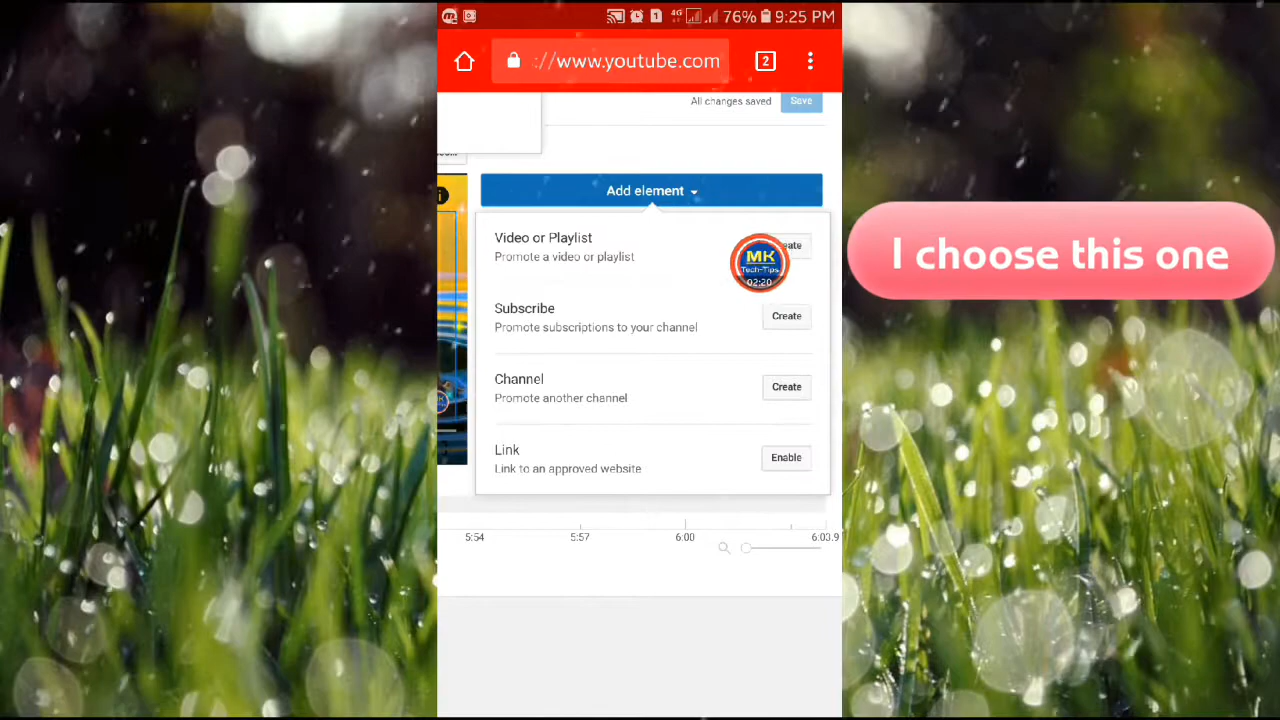 1 4G 76% 9:25 PM
://www.youtube.com 2
All changes saved Save
Add element
Video or Playlist
Promote a video or playlist
MK
Tech-Tips
02:20
Subscribe
Promote subscriptions to your channel
Create
Channel
Promote another channel
Create
Link
Link to an approved website
Enable
5:54 5:57 6:00 6:03.9
I choose this one